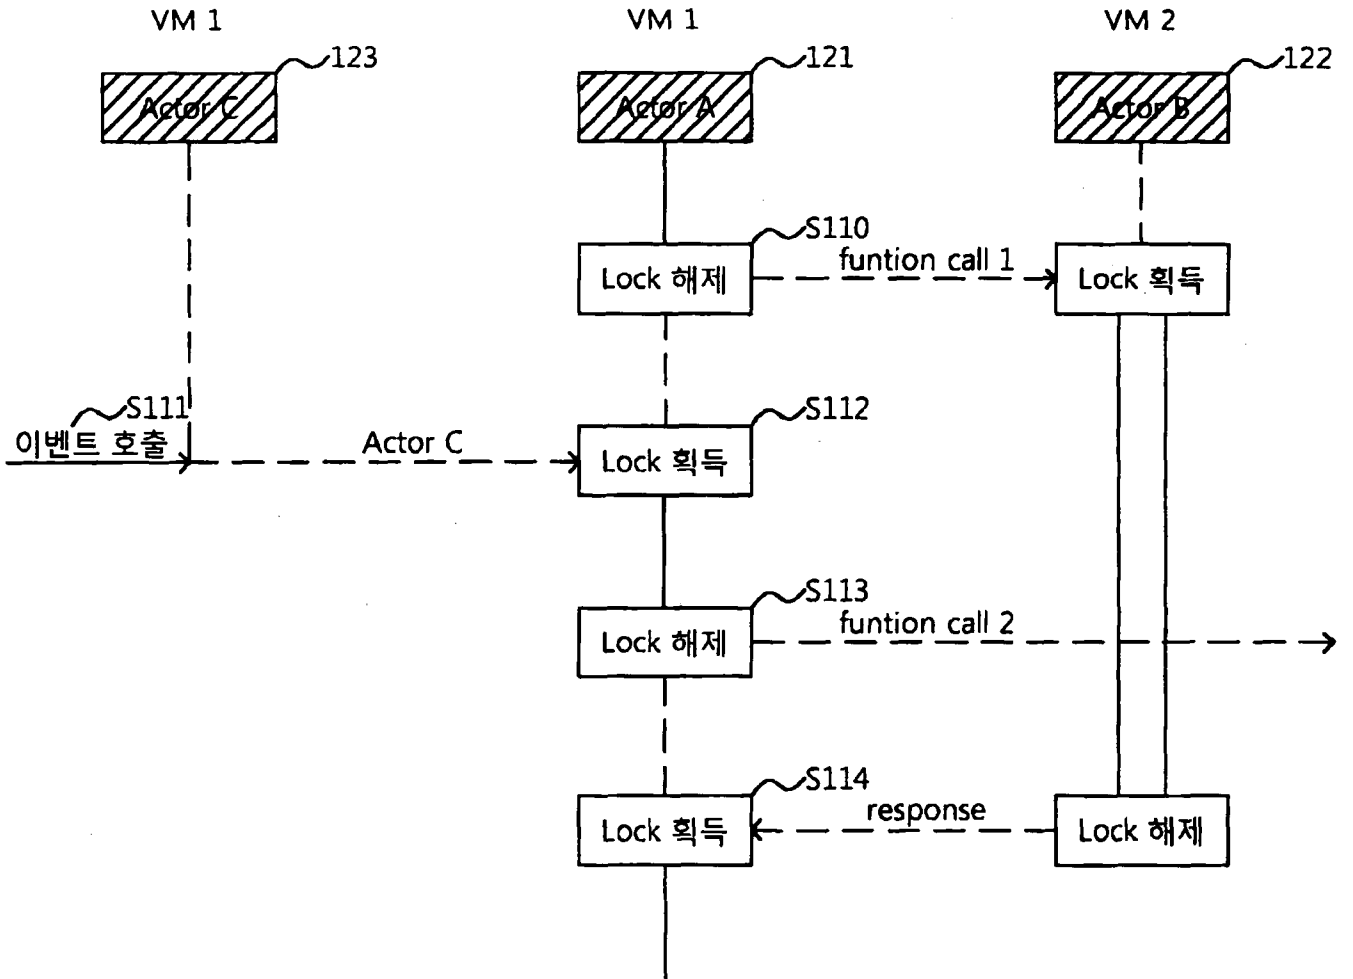 VM 1
VM 1
VM 2
123
121
122
Actor C
Actor A
Actor B
S110
funtion call 1
Lock 해제
Lock 획득
S111
이벤트 호출
Actor C
S112
Lock 획득
S113
funtion call 2
Lock 해제
S114
response
Lock 획득
Lock 해제